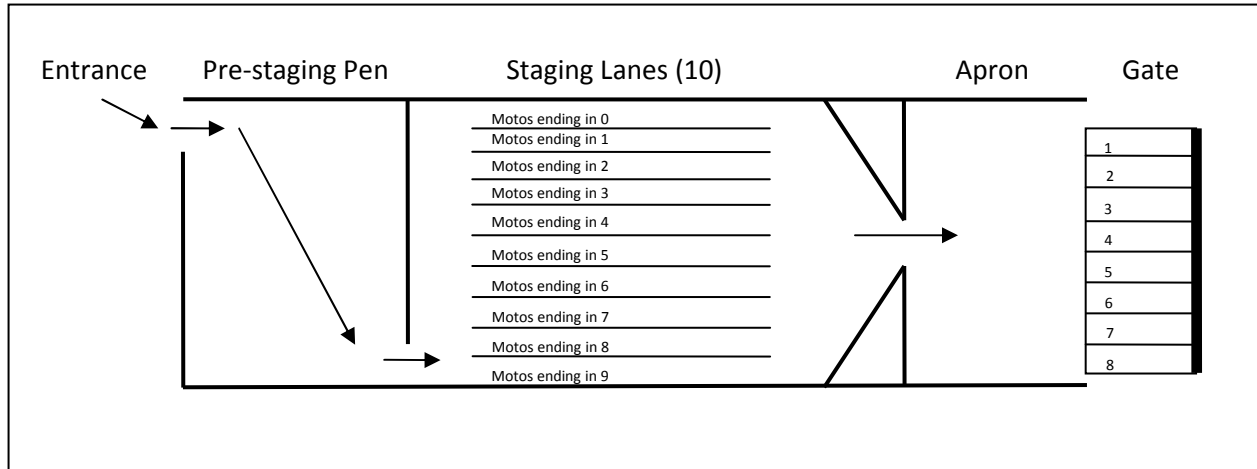 Entrance Pre-staging Pen Staging Lanes (10) Apron Gate
Motos ending in 0
Motos ending in 1
Motos ending in 2
Motos ending in 3
Motos ending in 4
Motos ending in 5
Motos ending in 6
Motos ending in 7
Motos ending in 8
Motos ending in 9
1
2
3
4
5
6
7
8